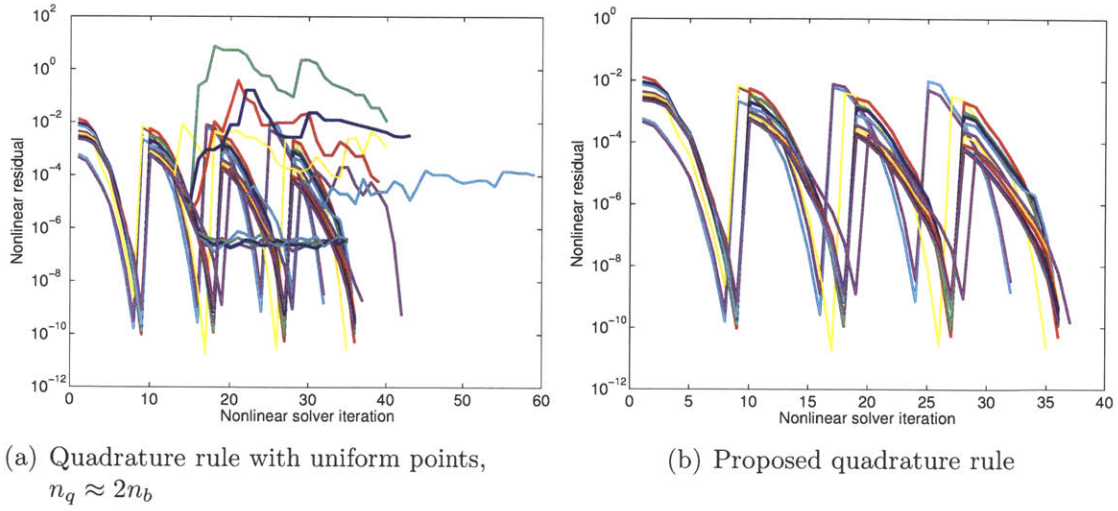 10^2
10^0
10^-2
10^-4
10^-6
10^-8
10^-10
10^-12
Nonlinear residual
0 10 20 30 40 50 60
Nonlinear solver iteration
(a) Quadrature rule with uniform points,
n_q ≈ 2n_b
10^0
10^-2
10^-4
10^-6
10^-8
10^-10
10^-12
Nonlinear residual
0 5 10 15 20 25 30 35 40
Nonlinear solver iteration
(b) Proposed quadrature rule